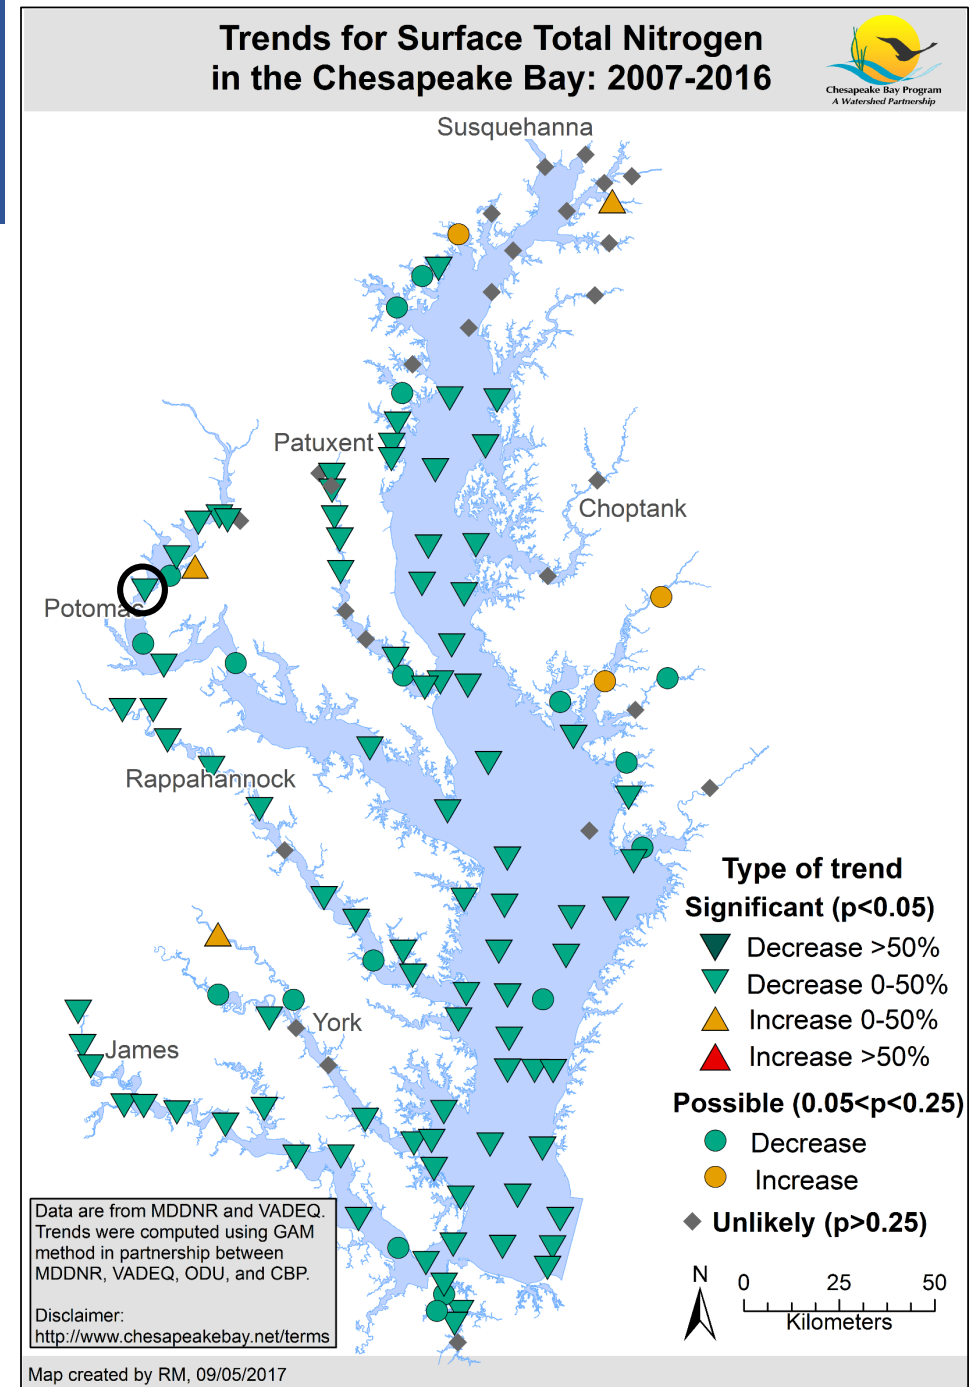 Trends for Surface Total Nitrogen
in the Chesapeake Bay: 2007-2016
Chesapeake Bay Program
A Watershed Partnership
Susquehanna
Patuxent
Choptank
Potomac
Rappahannock
York
James
Type of trend
Significant (p<0.05)
Decrease >50%
Decrease 0-50%
Increase 0-50%
Increase >50%
Possible (0.05<p<0.25)
Decrease
Increase
Unlikely (p>0.25)
Data are from MDDNR and VADEQ.
Trends were computed using GAM
method in partnership between
MDDNR, VADEQ, ODU, and CBP.
Disclaimer:
http://www.chesapeakebay.net/terms
N
0 25 50
Kilometers
Map created by RM, 09/05/2017